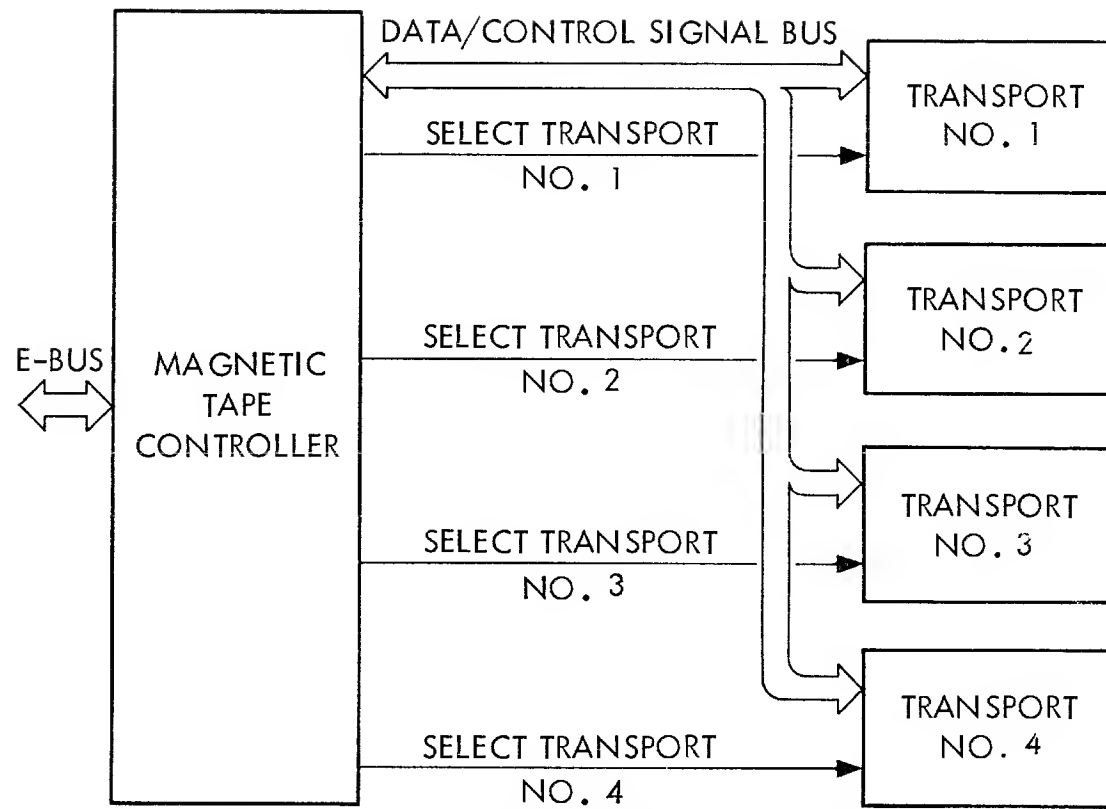 DATA/CONTROL SIGNAL BUS
TRANSPORT
NO. 1
SELECT TRANSPORT
NO. 1
TRANSPORT
NO. 2
SELECT TRANSPORT
NO. 2
E-BUS
MAGNETIC
TAPE
CONTROLLER
TRANSPORT
NO. 3
SELECT TRANSPORT
NO. 3
TRANSPORT
NO. 4
SELECT TRANSPORT
NO. 4